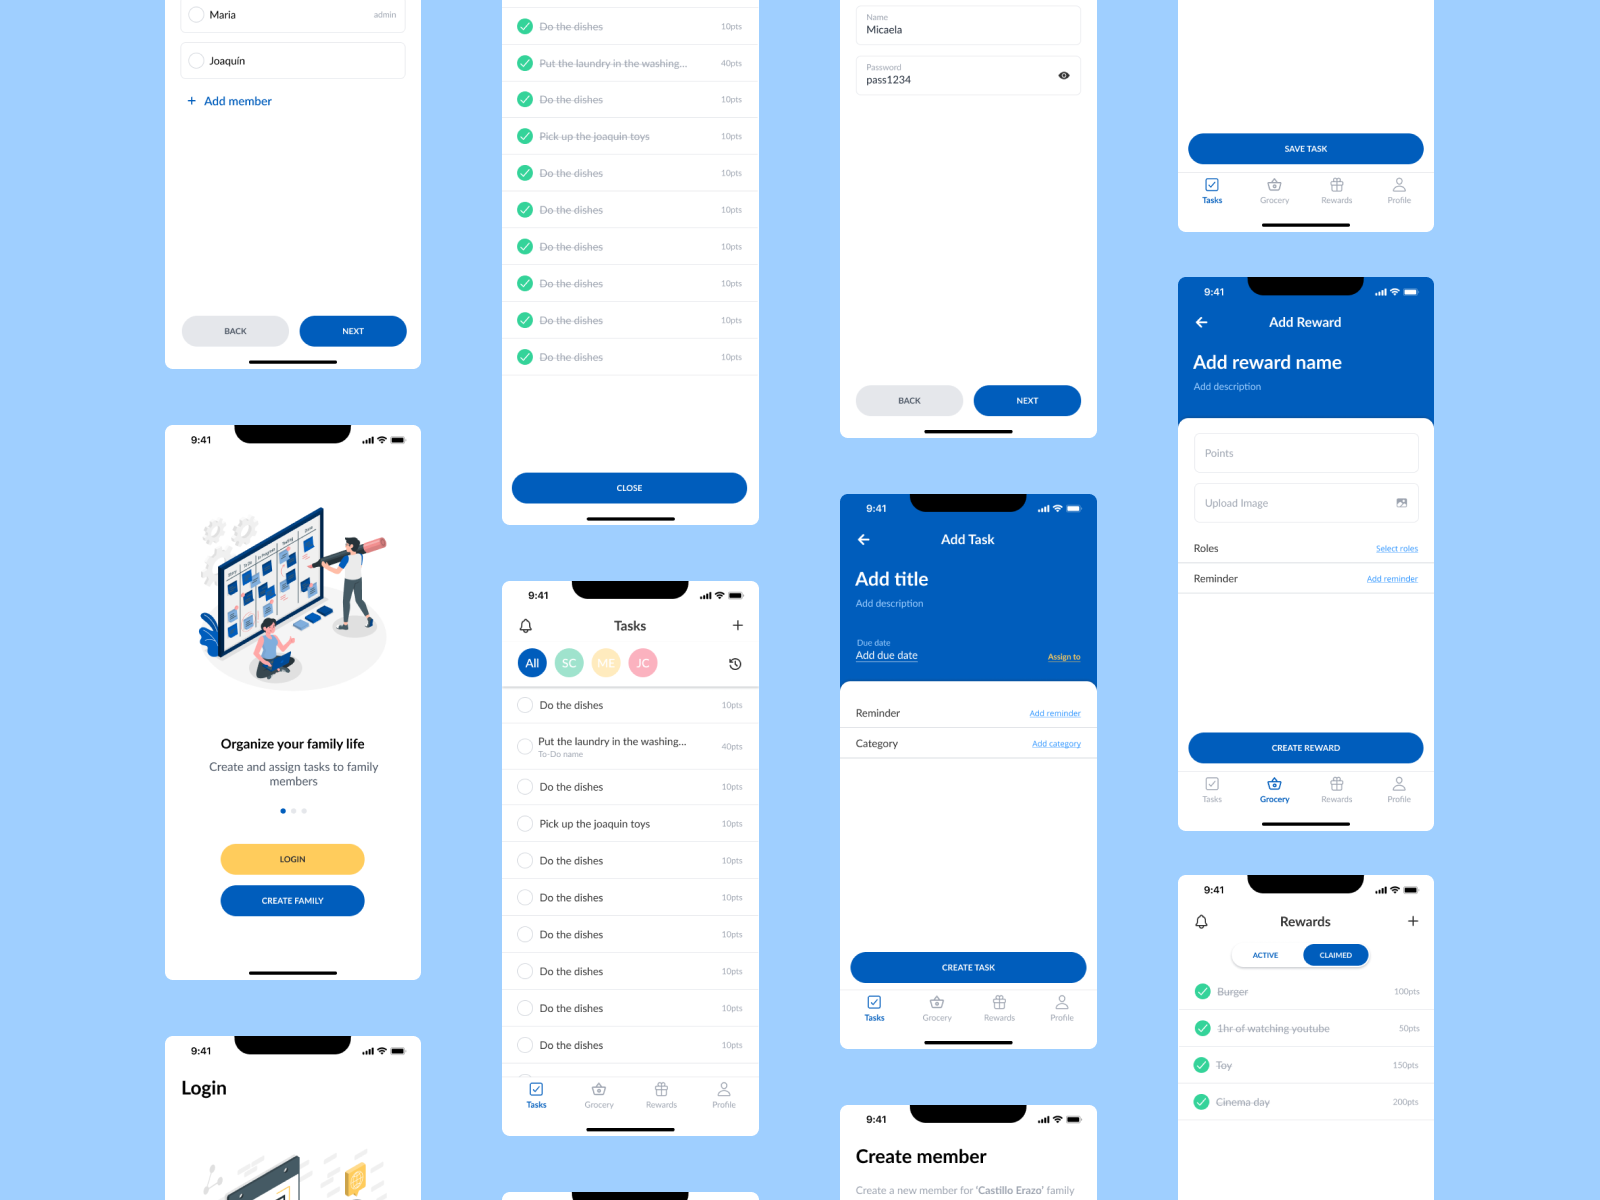 Maria
admin
Joaquín
+ Add member
BACK
NEXT
9:41
Organize your family life
Create and assign tasks to family
members
LOGIN
CREATE FAMILY
9:41
Login
Do the dishes
10pts
Put the laundry in the washing...
40pts
Do the dishes
10pts
Pick up the joaquin toys
10pts
Do the dishes
10pts
Do the dishes
10pts
Do the dishes
10pts
Do the dishes
10pts
Do the dishes
10pts
Do the dishes
10pts
CLOSE
9:41
Tasks
All
SC
ME
JC
Do the dishes
10pts
Put the laundry in the washing...
To-Do name
40pts
Do the dishes
10pts
Pick up the joaquin toys
10pts
Do the dishes
10pts
Do the dishes
10pts
Do the dishes
10pts
Do the dishes
10pts
Do the dishes
10pts
Do the dishes
10pts
Tasks
Grocery
Rewards
Profile
Name
Micaela
Password
pass1234
BACK
NEXT
9:41
Add Task
Add title
Add description
Due date
Add due date
Assign to
Reminder
Add reminder
Category
Add category
CREATE TASK
Tasks
Grocery
Rewards
Profile
9:41
Create member
Create a new member for 'Castillo Erazo' family
SAVE TASK
Tasks
Grocery
Rewards
Profile
9:41
Add Reward
Add reward name
Add description
Points
Upload Image
Roles
Select roles
Reminder
Add reminder
CREATE REWARD
Tasks
Grocery
Rewards
Profile
9:41
Rewards
ACTIVE
CLAIMED
Burger
100pts
1hr of watching youtube
50pts
Toy
150pts
Cinema day
200pts